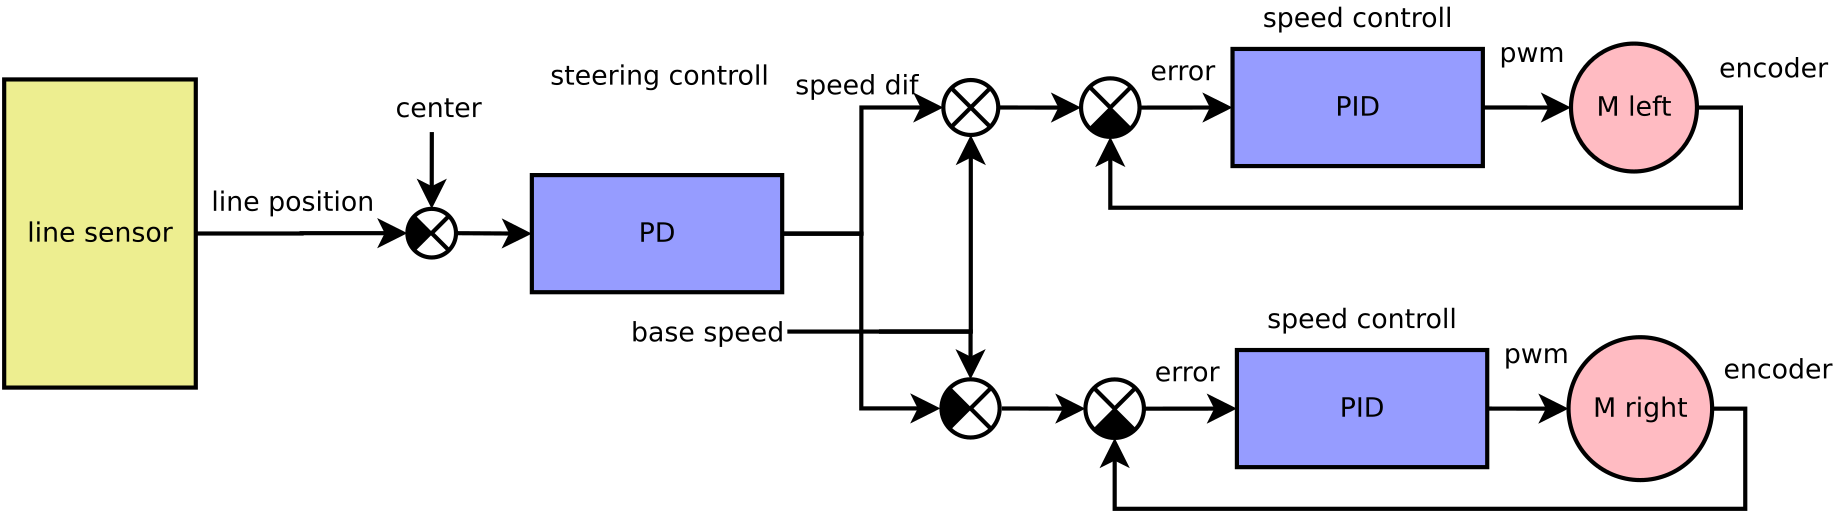 speed controll
pwm
encoder
steering controll
speed dif
error
PID
M left
center
line position
line sensor
PD
base speed
speed controll
pwm
encoder
error
PID
M right